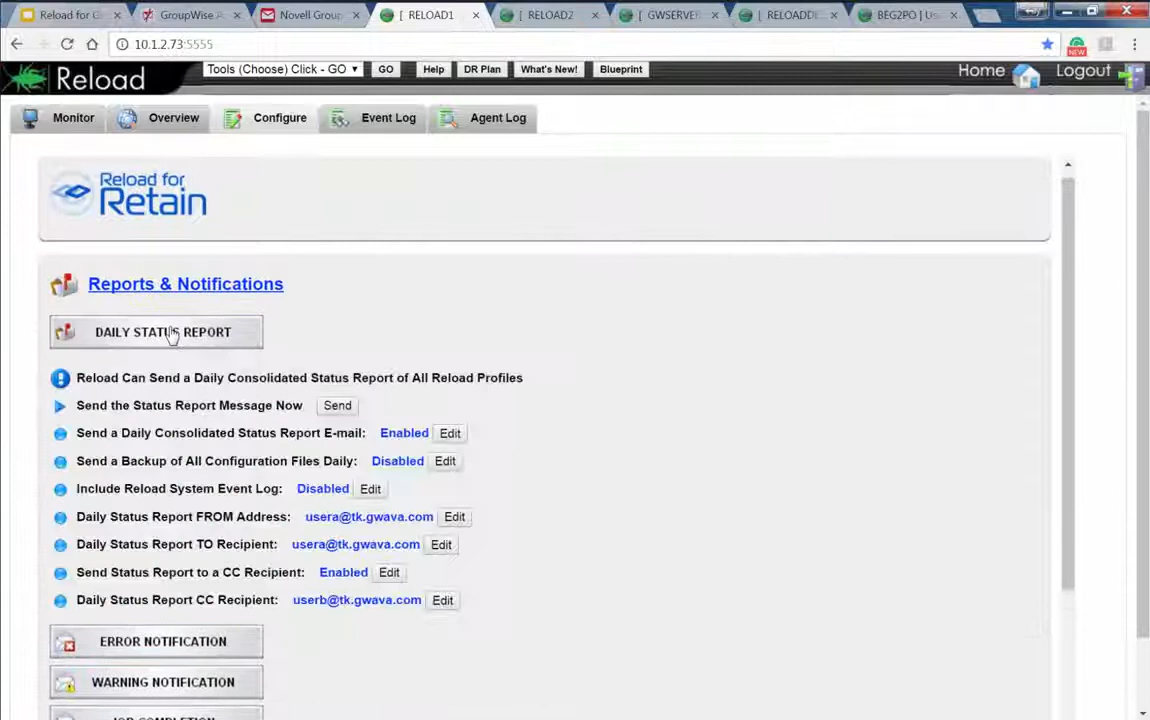 Reload for G
GroupWise A
Novell Group
[ RELOAD1
[ RELOAD2
[ GWSERVER
[ RELOADD
BEG2PO | Us
10.1.2.73:5555
NEW
Reload
Tools (Choose) Click - GO
GO
Help
DR Plan
What's New!
Blueprint
Home
Logout
Monitor
Overview
Configure
Event Log
Agent Log
Reload for
Retain
Reports & Notifications
DAILY STATUS REPORT
Reload Can Send a Daily Consolidated Status Report of All Reload Profiles
Send the Status Report Message Now Send
Send a Daily Consolidated Status Report E-mail: Enabled Edit
Send a Backup of All Configuration Files Daily: Disabled Edit
Include Reload System Event Log: Disabled Edit
Daily Status Report FROM Address: usera@tk.gwava.com Edit
Daily Status Report TO Recipient: usera@tk.gwava.com Edit
Send Status Report to a CC Recipient: Enabled Edit
Daily Status Report CC Recipient: userb@tk.gwava.com Edit
ERROR NOTIFICATION
WARNING NOTIFICATION
JOB COMPLETION